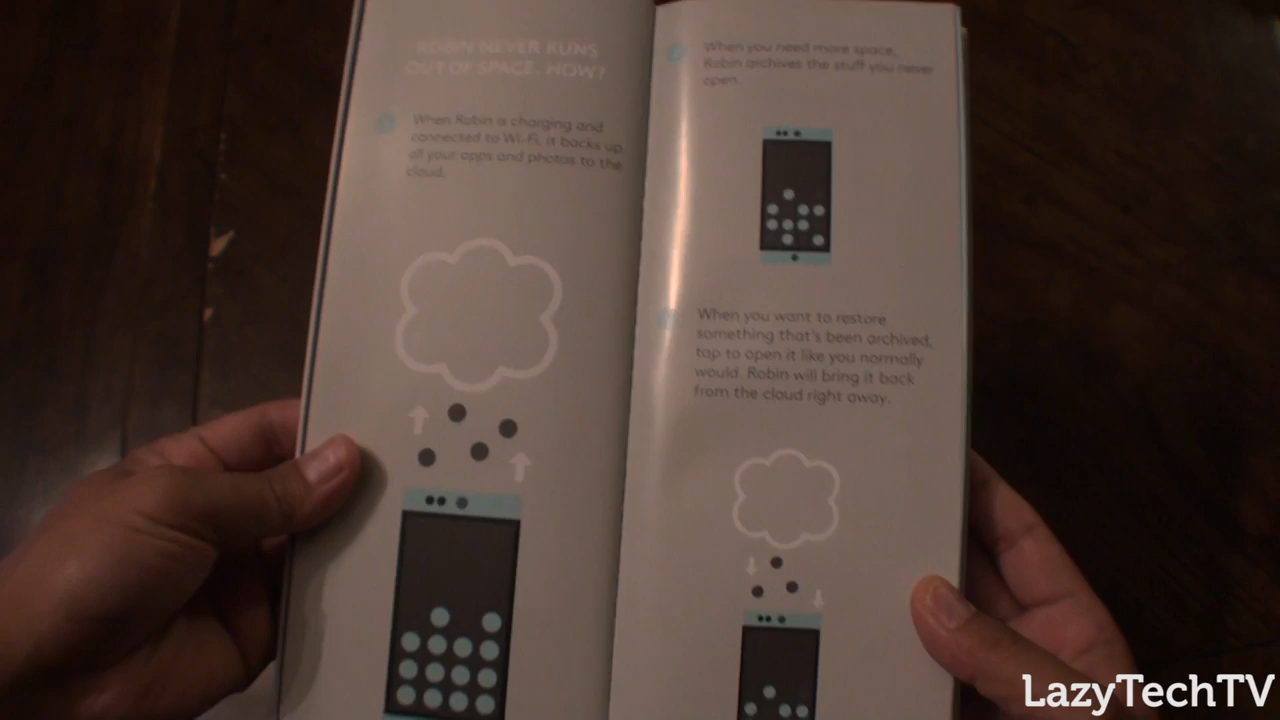 ROBIN NEVER RUNS
OUT OF SPACE. HOW?
When Robin is charging and
connected to Wi-Fi, it backs up
all your apps and photos to the
cloud.
When you need more space,
Robin archives the stuff you never
open.
When you want to restore
something that's been archived,
tap to open it like you normally
would. Robin will bring it back
from the cloud right away.
LazyTechTV